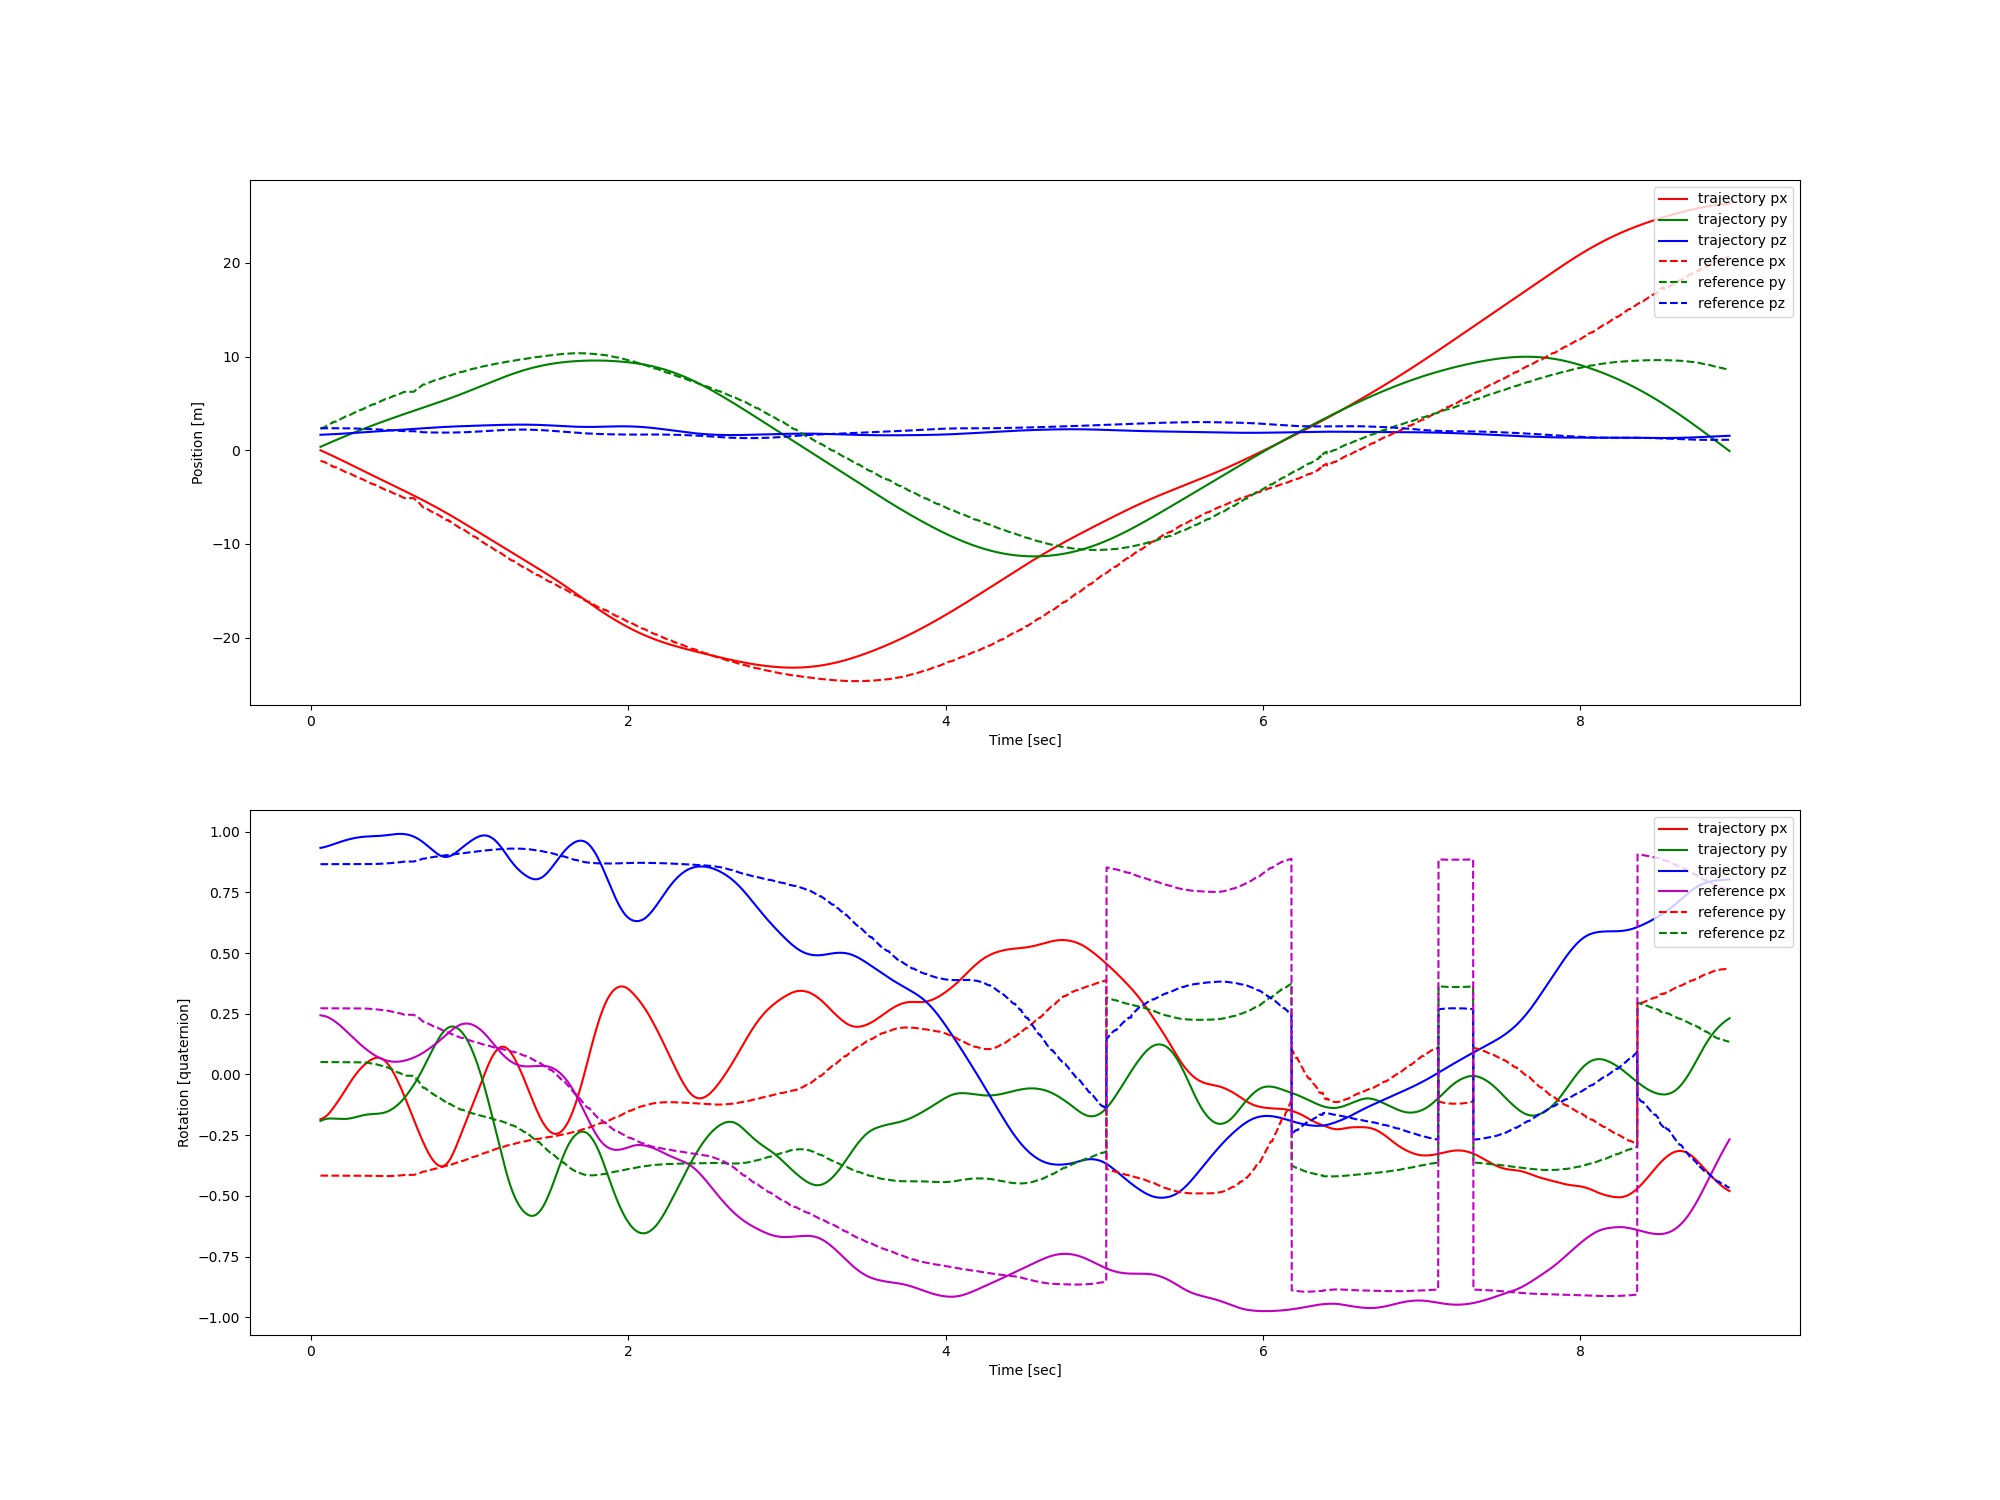 20
10
0
−10
−20
Position [m]
0
2
4
6
8
Time [sec]
trajectory px
trajectory py
trajectory pz
reference px
reference py
reference pz
1.00
0.75
0.50
0.25
0.00
−0.25
−0.50
−0.75
−1.00
Rotation [quaternion]
0
2
4
6
8
Time [sec]
trajectory px
trajectory py
trajectory pz
reference px
reference py
reference pz